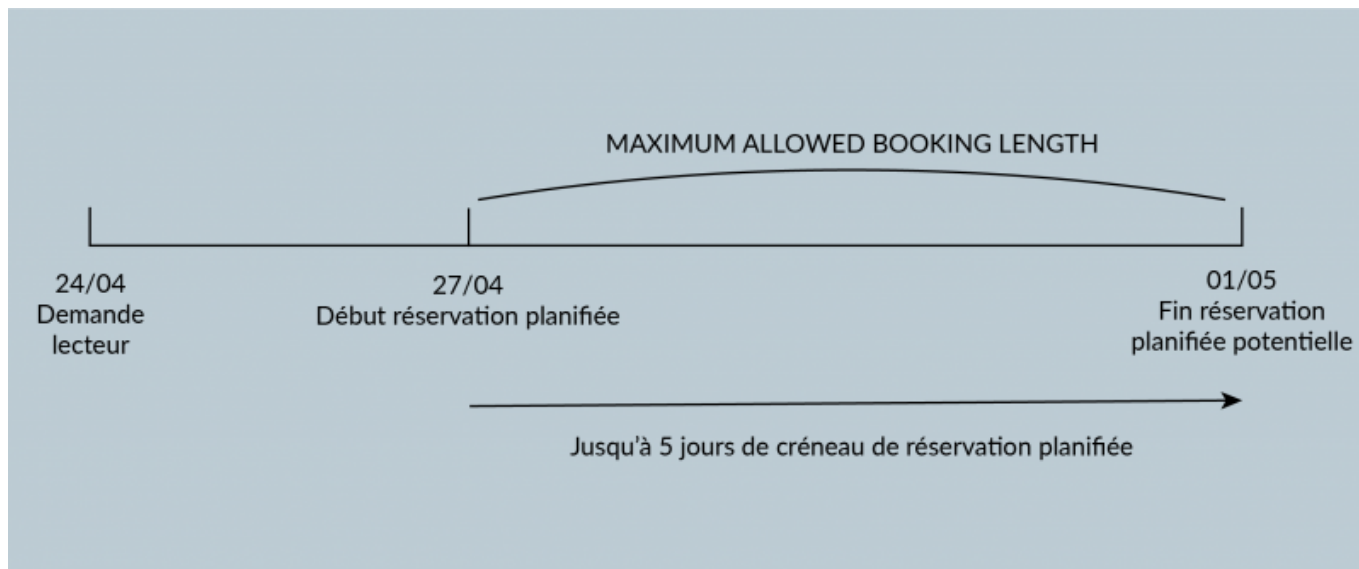 MAXIMUM ALLOWED BOOKING LENGTH
24/04
Demande
lecteur
27/04
Début réservation planifiée
01/05
Fin réservation
planifiée potentielle
Jusqu'à 5 jours de créneau de réservation planifiée